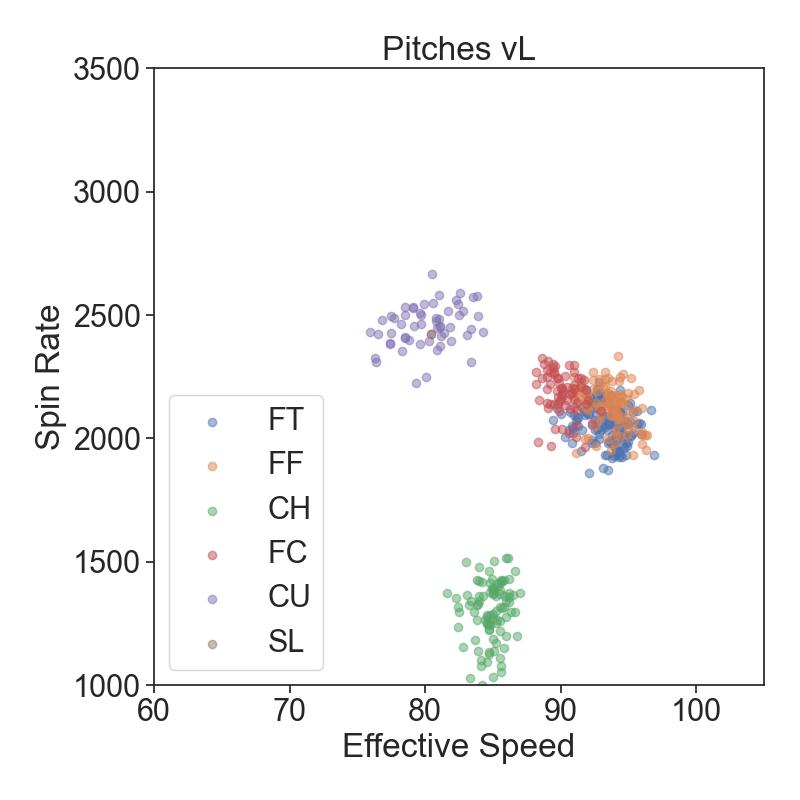 Pitches vL
3500
3000
2500
2000
1500
1000
Spin Rate
FT
FF
CH
FC
CU
SL
60 70 80 90 100
Effective Speed